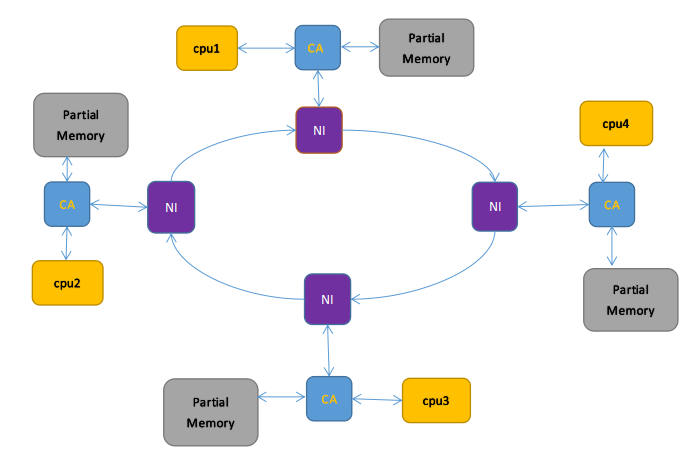 cpu1
CA
Partial
Memory
Partial
Memory
NI
cpu4
CA
NI
NI
CA
cpu2
NI
Partial
Memory
Partial
Memory
CA
cpu3